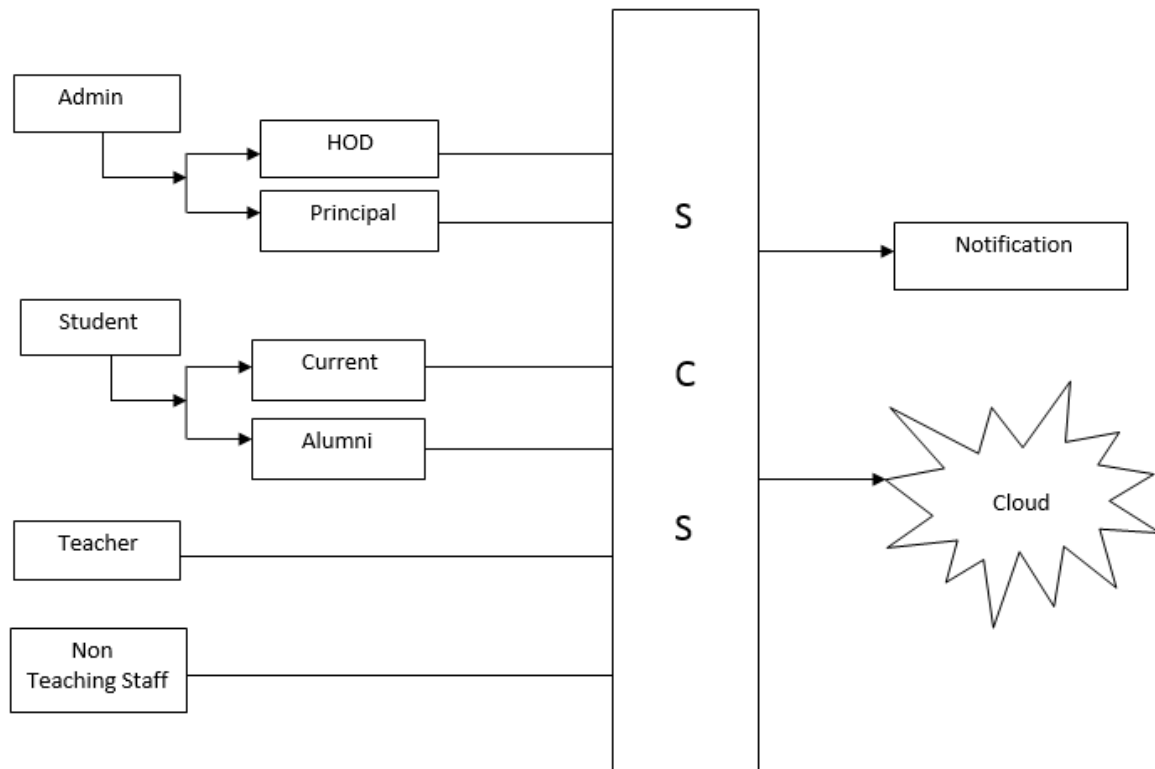 Admin
HOD
Principal
Student
Current
Alumni
Teacher
Non
Teaching Staff
S
C
S
Notification
Cloud